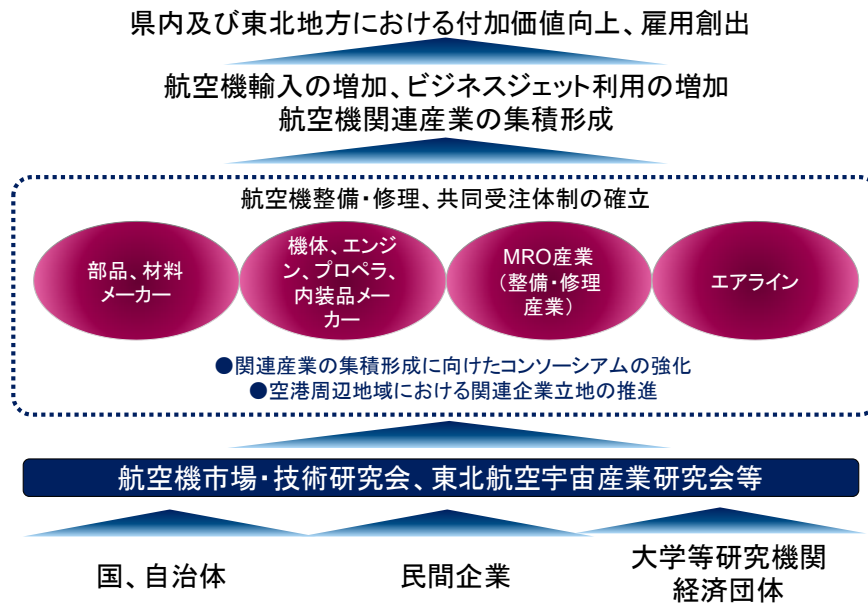 県内及び東北地方における付加価値向上、雇用創出
航空機輸入の増加、ビジネスジェット利用の増加
航空機関連産業の集積形成
航空機整備・修理、共同受注体制の確立
部品、材料
メーカー
機体、エンジ
ン、プロペラ、
内装品メー
カー
MRO産業
(整備・修理
産業)
エアライン
●関連産業の集積形成に向けたコンソーシアムの強化
●空港周辺地域における関連企業立地の推進
航空機市場・技術研究会、東北航空宇宙産業研究会等
国、自治体
民間企業
大学等研究機関
経済団体